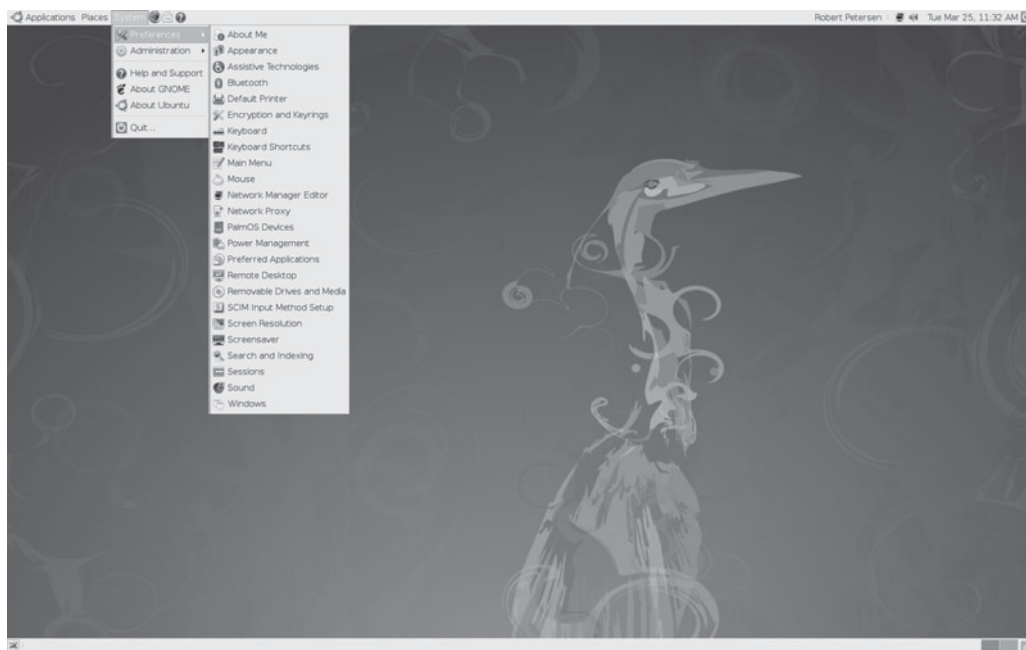 Applications Places System
Robert Petersen
Tue Mar 25, 11:32 AM
Preferences
Administration
Help and Support
About GNOME
About Ubuntu
Quit...
About Me
Appearance
Assistive Technologies
Bluetooth
Default Printer
Encryption and Keyrings
Keyboard
Keyboard Shortcuts
Main Menu
Mouse
Network Manager Editor
Network Proxy
PalmOS Devices
Power Management
Preferred Applications
Remote Desktop
Removable Drives and Media
SCIM Input Method Setup
Screen Resolution
Screensaver
Search and Indexing
Sessions
Sound
Windows